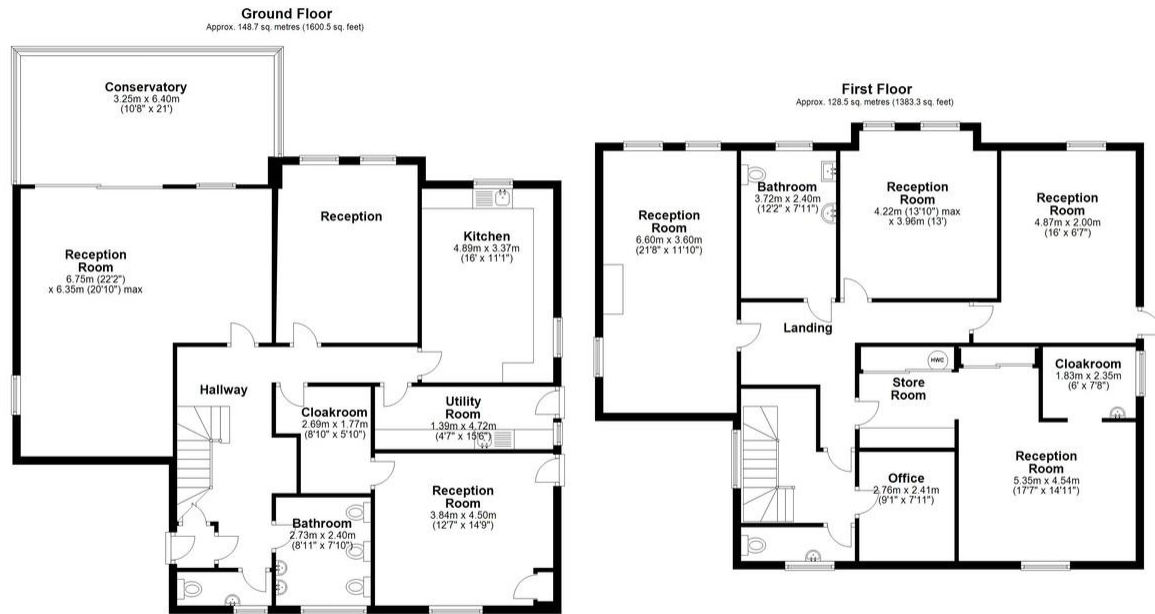 Ground Floor
Approx. 148.7 sq. metres (1600.5 sq. feet)
Conservatory
3.25m x 6.40m
(10'8" x 21')
Reception
Reception
Room
6.75m (22'2")
x 6.35m (20'10") max
Kitchen
4.89m x 3.37m
(16' x 11'1")
Hallway
Cloakroom
2.69m x 1.77m
(8'10" x 5'10")
Utility
Room
1.39m x 4.72m
(4'7" x 15'6")
Reception
Room
3.84m x 4.50m
(12'7" x 14'9")
Bathroom
2.73m x 2.40m
(8'11" x 7'10")
First Floor
Approx. 128.5 sq. metres (1383.3 sq. feet)
Reception
Room
6.60m x 3.60m
(21'8" x 11'10")
Bathroom
3.72m x 2.40m
(12'2" x 7'11")
Reception
Room
4.22m (13'10") max
x 3.96m (13')
Reception
Room
4.87m x 2.00m
(16' x 6'7")
Landing
HWC
Store
Room
Cloakroom
1.83m x 2.35m
(6' x 7'8")
Office
2.76m x 2.41m
(9'1" x 7'11")
Reception
Room
5.35m x 4.54m
(17'7" x 14'11")